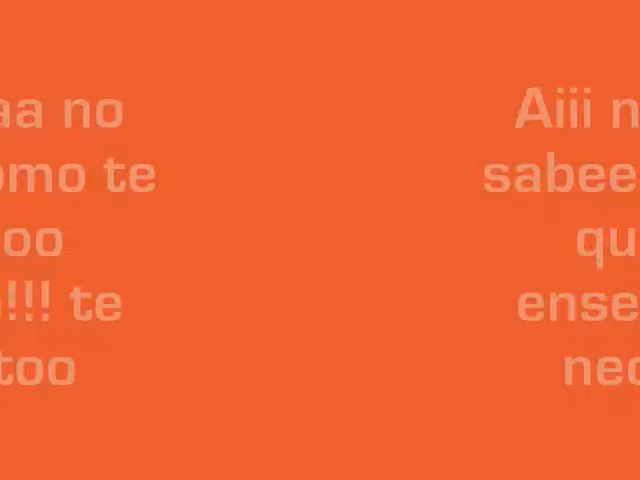 aa no
omo te
oo
!!! te
too
Aiii n
sabee
qu
ense
nec